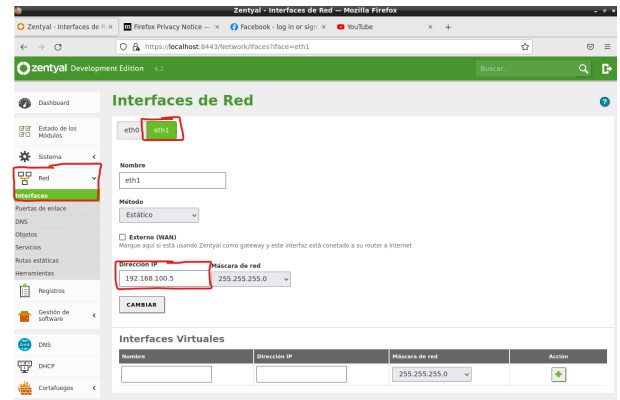 Zentyal - Interfaces de Red — Mozilla Firefox
Zentyal - Interfaces de R
Firefox Privacy Notice —
Facebook - log in or sign
YouTube
https://localhost:8443/Network/Ifaces?iface=eth1
zentyal Development Edition 6.2
Buscar...
Dashboard
Estado de los
Módulos
Sistema
Red
Interfaces
Puertas de enlace
DNS
Objetos
Servicios
Rutas estáticas
Herramientas
Registros
Gestión de
software
DNS
DHCP
Cortafuegos
Interfaces de Red
eth0 eth1
Nombre
eth1
Método
Estático
Externo (WAN)
Marque aquí si está usando Zentyal como gateway y este interfaz está conetado a su router a Internet
Dirección IP Máscara de red
192.168.100.5 255.255.255.0
CAMBIAR
Interfaces Virtuales
Nombre Dirección IP Máscara de red Acción
255.255.255.0